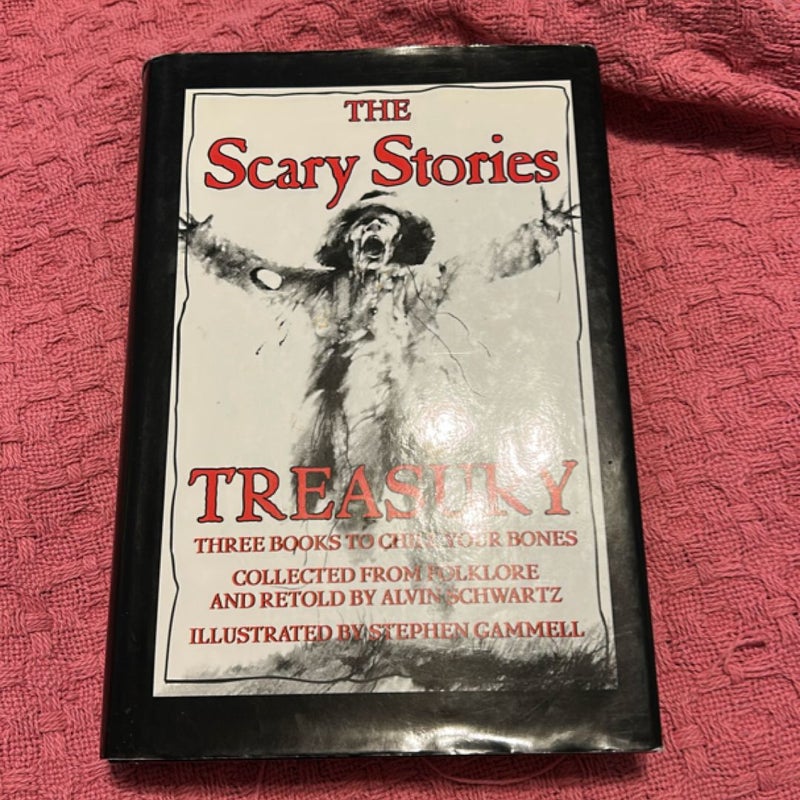 THE
Scary Stories
TREASURY
THREE BOOKS TO CHILL YOUR BONES
COLLECTED FROM FOLKLORE
AND RETOLD BY ALVIN SCHWARTZ
ILLUSTRATED BY STEPHEN GAMMELL